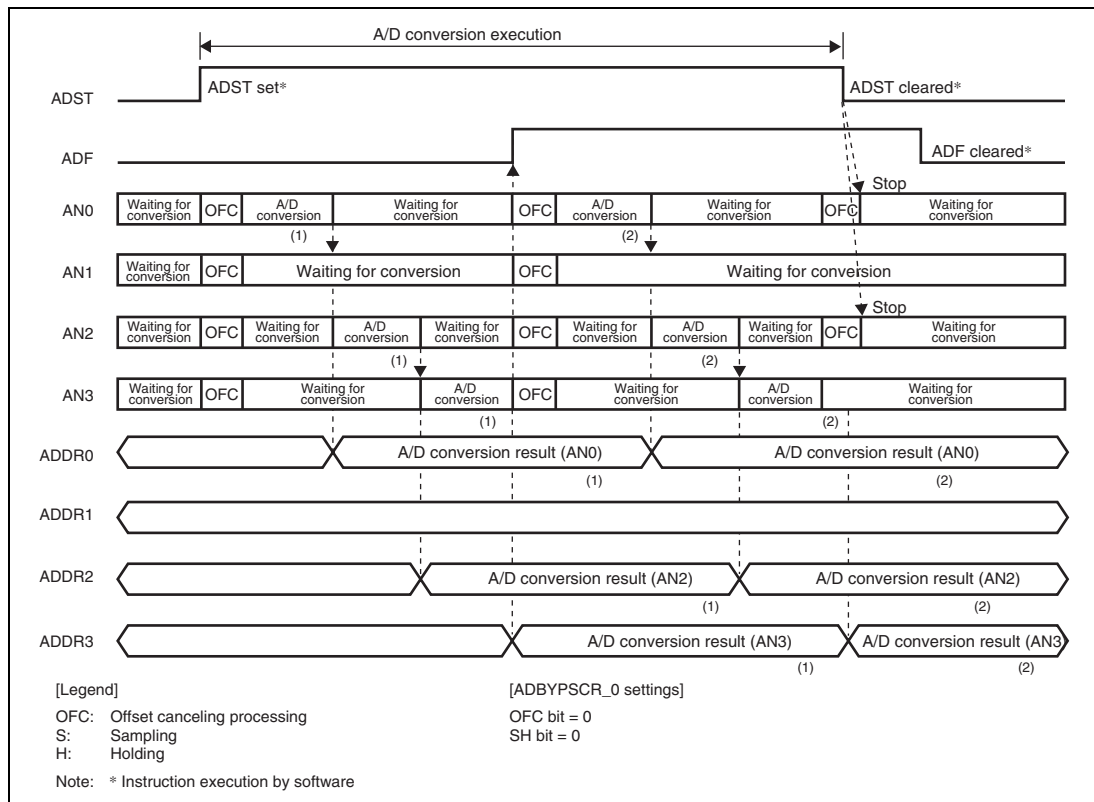 A/D conversion execution
ADST
ADST set*
ADST cleared*
ADF
ADF cleared*
Stop
AN0
Waiting for conversion
OFC
A/D conversion
Waiting for conversion
OFC
A/D conversion
Waiting for conversion
OFC
Waiting for conversion
(1)
(2)
AN1
Waiting for conversion
OFC
Waiting for conversion
OFC
Waiting for conversion
Stop
AN2
Waiting for conversion
OFC
Waiting for conversion
A/D conversion
Waiting for conversion
OFC
Waiting for conversion
A/D conversion
Waiting for conversion
OFC
Waiting for conversion
(1)
(2)
AN3
Waiting for conversion
OFC
Waiting for conversion
A/D conversion
OFC
Waiting for conversion
A/D conversion
Waiting for conversion
(1)
(2)
ADDR0
A/D conversion result (AN0)
A/D conversion result (AN0)
(1)
(2)
ADDR1
ADDR2
A/D conversion result (AN2)
A/D conversion result (AN2)
(1)
(2)
ADDR3
A/D conversion result (AN3)
A/D conversion result (AN3
(1)
(2)
[Legend]
OFC: Offset canceling processing
S: Sampling
H: Holding
[ADBYPSCR_0 settings]
OFC bit = 0
SH bit = 0
Note: * Instruction execution by software